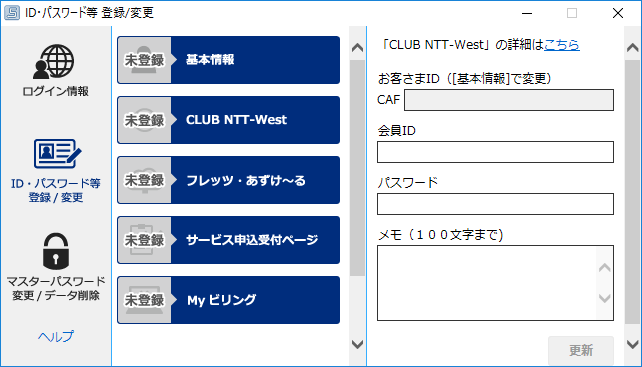 ID・パスワード等 登録/変更
ログイン情報
ID・パスワード等
登録 / 変更
マスターパスワード
変更 / データ削除
ヘルプ
未登録 基本情報
未登録 CLUB NTT-West
未登録 フレッツ・あずけ～る
未登録 サービス申込受付ページ
未登録 My ビリング
「CLUB NTT-West」の詳細はこちら
お客さまID（[基本情報]で変更）
CAF
会員ID
パスワード
メモ（１００文字まで）
更新